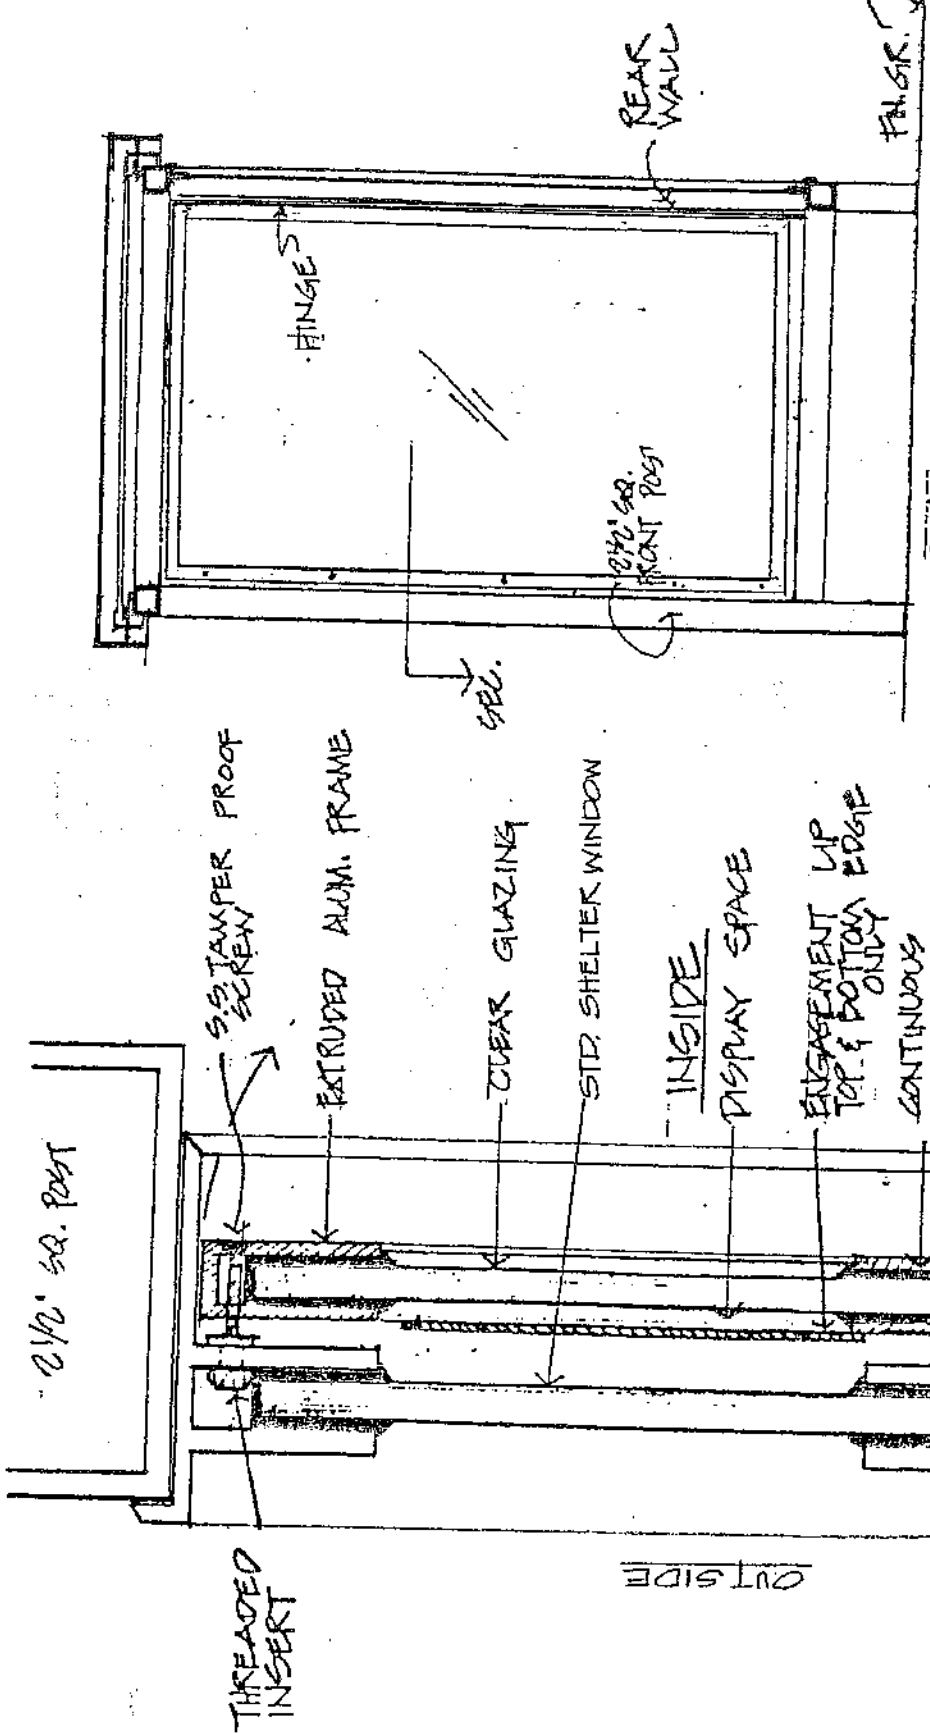 2 1/2" SQ. POST
S.S. TAMPER PROOF
SCREW
EXTRUDED ALUM. FRAME
CLEAR GLAZING
STD. SHELTER WINDOW
INSIDE
DISPLAY SPACE
ENGAGEMENT LIP
TOP & BOTTOM EDGE
ONLY
CONTINUOUS
THREADED
INSERT
OUTSIDE
HINGE
REAR
WALL
2 1/2" SQ.
FRONT POST
SEC.
FIN. GR.